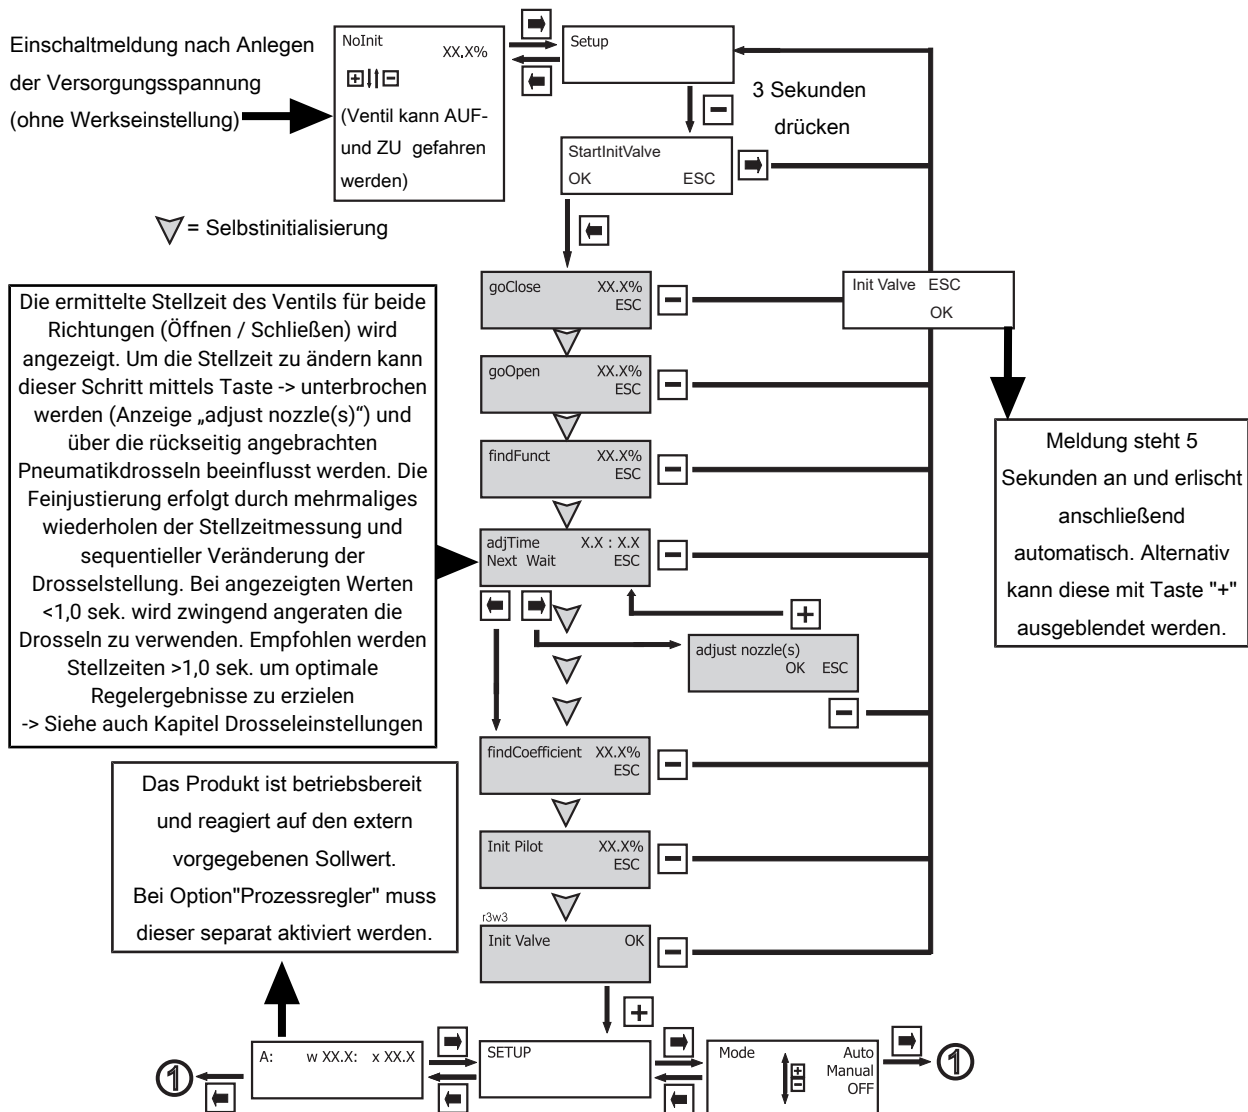 Einschaltmeldung nach Anlegen
der Versorgungsspannung
(ohne Werkseinstellung)
NoInit
XX,X%
(Ventil kann AUF-
und ZU gefahren
werden)
Setup
3 Sekunden
drücken
StartInitValve
OK ESC
= Selbstinitialisierung
goClose XX.X%
ESC
Init Valve ESC
OK
Die ermittelte Stellzeit des Ventils für beide
Richtungen (Öffnen / Schließen) wird
angezeigt. Um die Stellzeit zu ändern kann
dieser Schritt mittels Taste -> unterbrochen
werden (Anzeige „adjust nozzle(s)“) und
über die rückseitig angebrachten
Pneumatikdrosseln beeinflusst werden. Die
Feinjustierung erfolgt durch mehrmaliges
wiederholen der Stellzeitmessung und
sequentieller Veränderung der
Drosselstellung. Bei angezeigten Werten
<1,0 sek. wird zwingend angeraten die
Drosseln zu verwenden. Empfohlen werden
Stellzeiten >1,0 sek. um optimale
Regelergebnisse zu erzielen
-> Siehe auch Kapitel Drosseleinstellungen
goOpen XX.X%
ESC
findFunct XX.X%
ESC
Meldung steht 5
Sekunden an und erlischt
anschließend
automatisch. Alternativ
kann diese mit Taste "+"
ausgeblendet werden.
adjTime X.X : X.X
Next Wait ESC
adjust nozzle(s)
OK ESC
findCoefficient XX.X%
ESC
Das Produkt ist betriebsbereit
und reagiert auf den extern
vorgegebenen Sollwert.
Bei Option"Prozessregler" muss
dieser separat aktiviert werden.
Init Pilot XX.X%
ESC
r3w3
Init Valve OK
1
A: w XX.X: x XX.X
SETUP
Mode
Auto
Manual
OFF
1